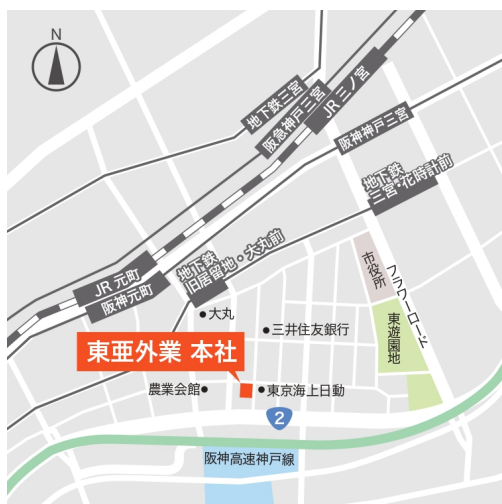 N
地下鉄三宮
阪急神戸三宮
JR 三ノ宮
阪神神戸三宮
地下鉄
三宮・花時計前
JR 元町
阪神元町
地下鉄
旧居留地・大丸前
市役所
フラワーロード
大丸
三井住友銀行
東遊園地
東亜外業 本社
農業会館
東京海上日動
2
阪神高速神戸線